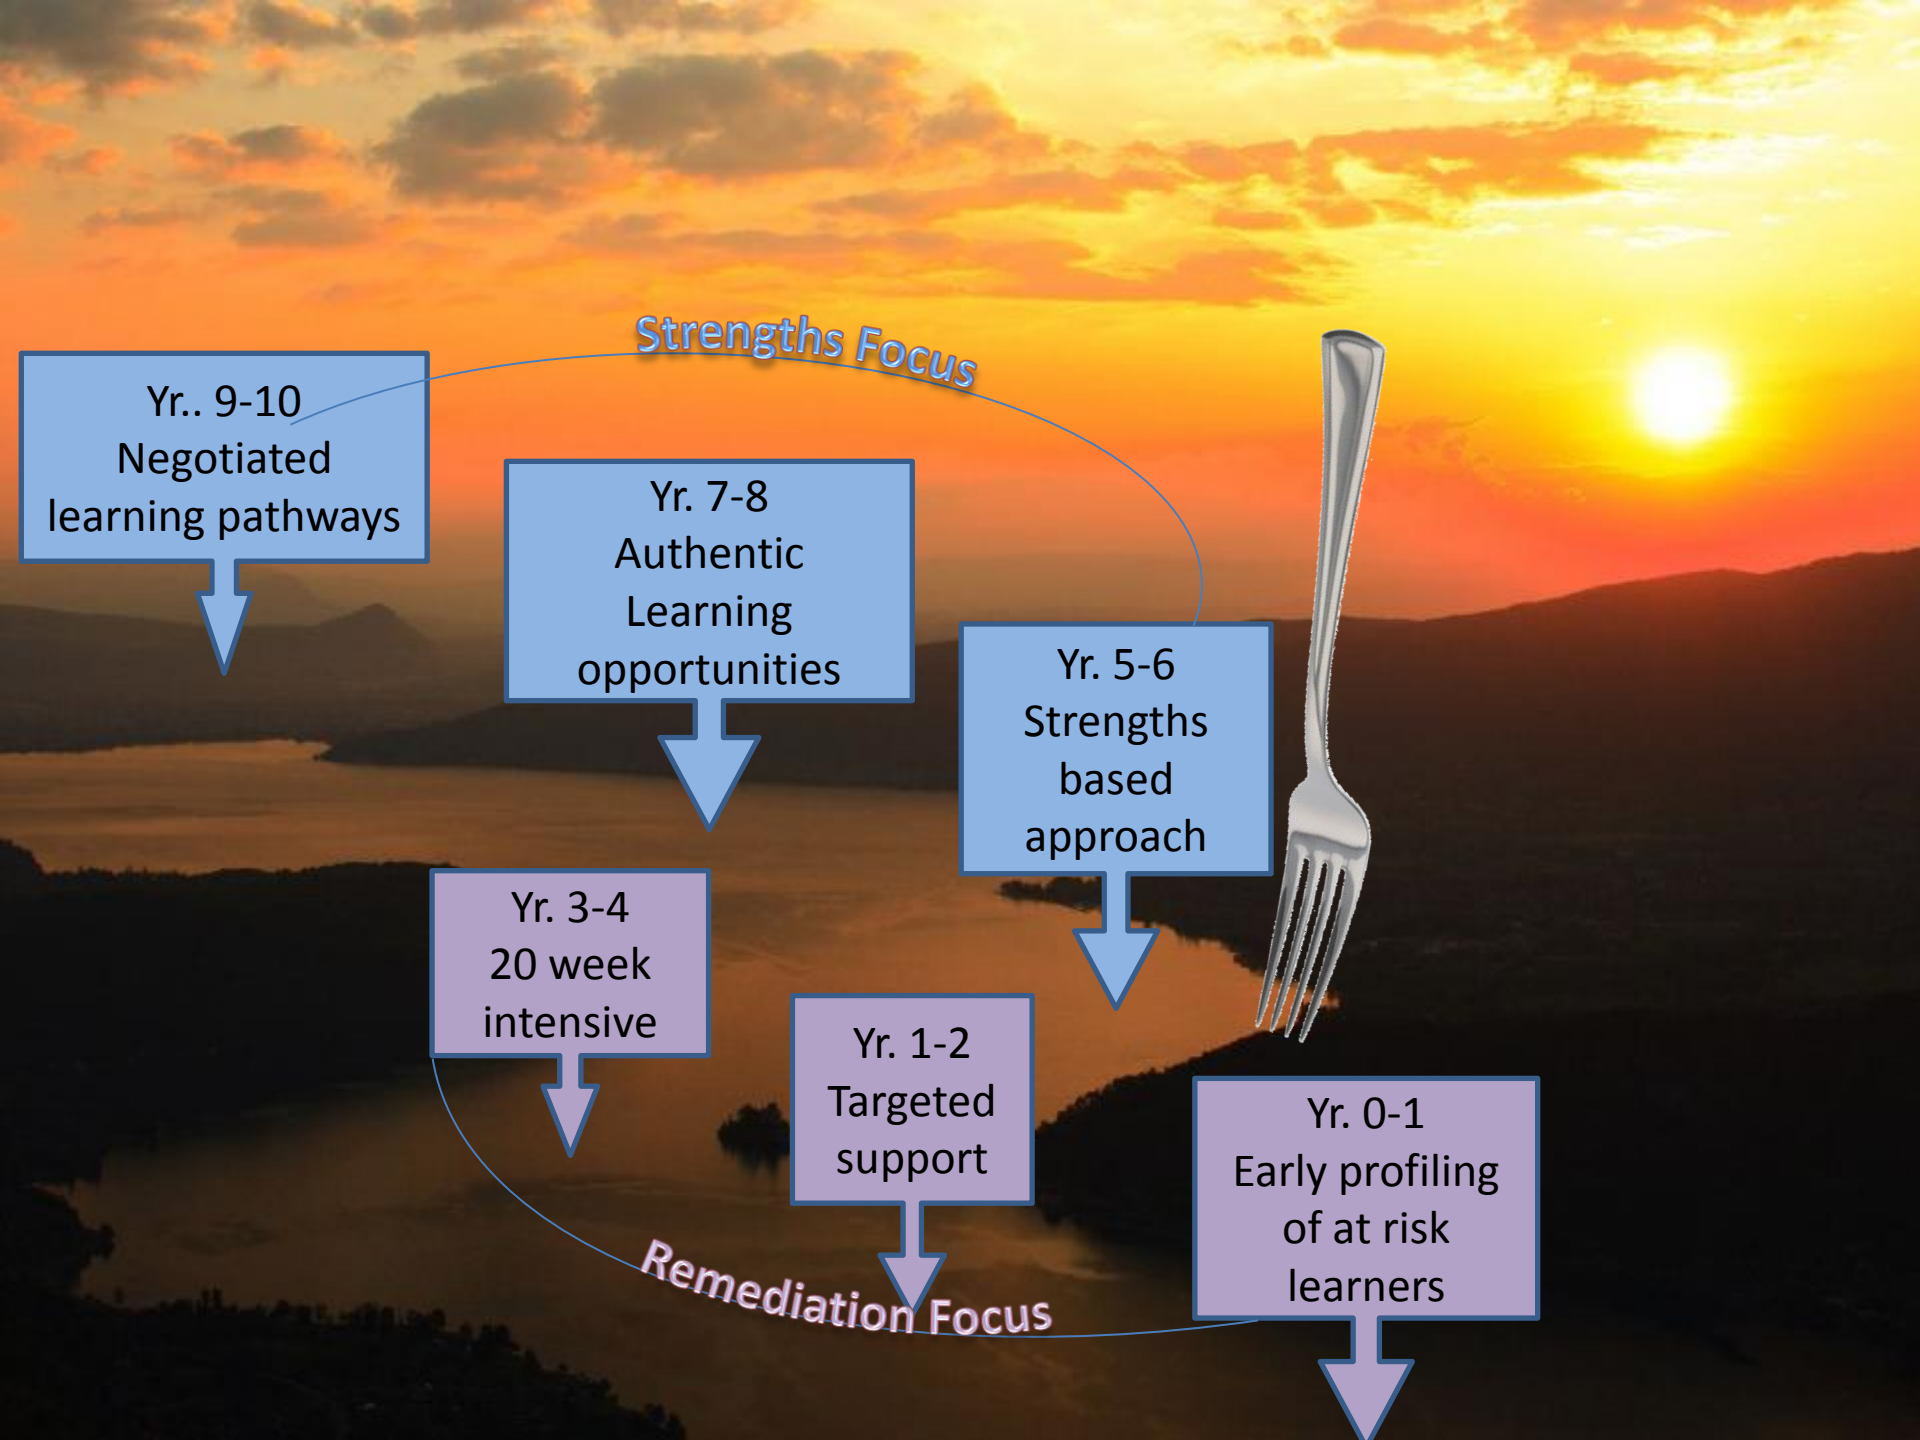 Strengths Focus
Yr.. 9-10
Negotiated
learning pathways
Yr. 7-8
Authentic
Learning
opportunities
Yr. 5-6
Strengths
based
approach
Yr. 3-4
20 week
intensive
Yr. 1-2
Targeted
support
Yr. 0-1
Early profiling
of at risk
learners
Remediation Focus